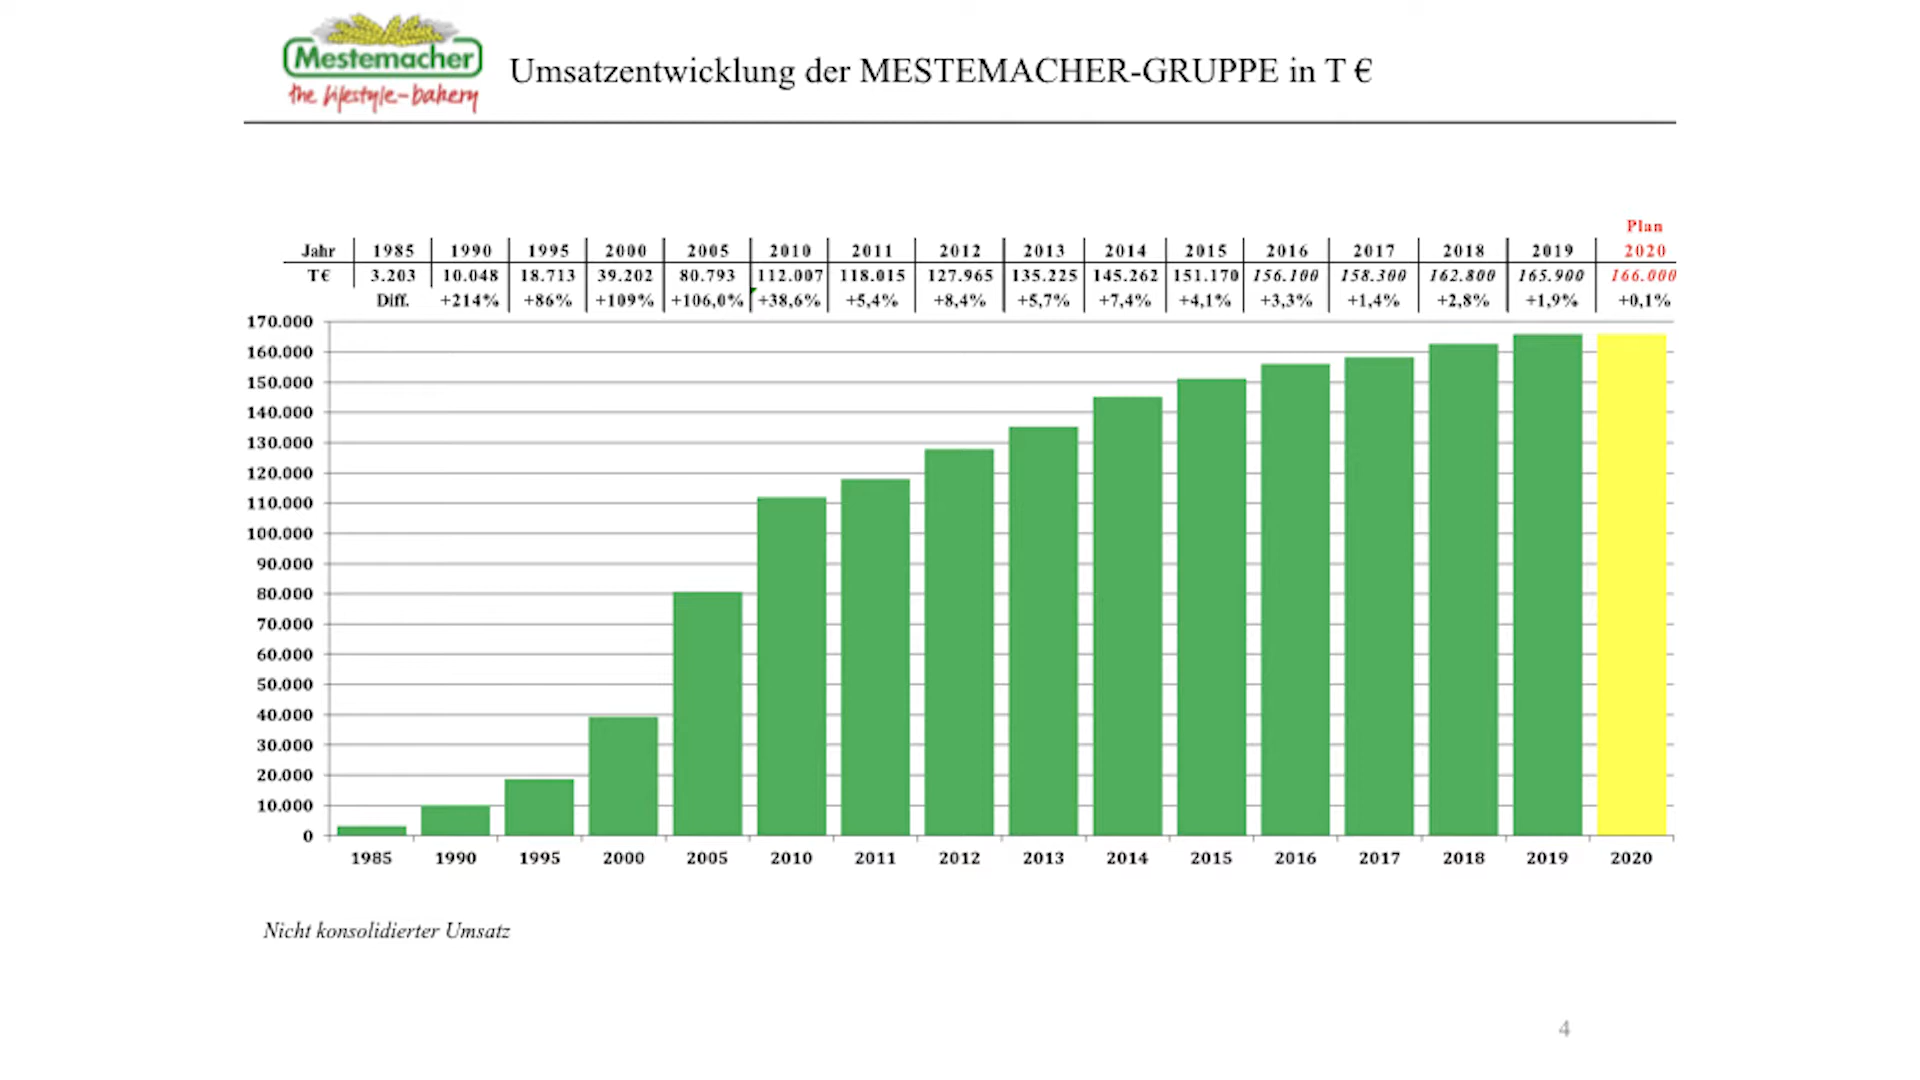 Mestemacher
the lifestyle-bakery
Umsatzentwicklung der MESTEMACHER-GRUPPE in T €
Plan
Jahr 1985 1990 1995 2000 2005 2010 2011 2012 2013 2014 2015 2016 2017 2018 2019 2020
T€ 3.203 10.048 18.713 39.202 80.793 112.007 118.015 127.965 135.225 145.262 151.170 156.100 158.300 162.800 165.900 166.000
Diff. +214% +86% +109% +106,0% +38,6% +5,4% +8,4% +5,7% +7,4% +4,1% +3,3% +1,4% +2,8% +1,9% +0,1%
170.000
160.000
150.000
140.000
130.000
120.000
110.000
100.000
90.000
80.000
70.000
60.000
50.000
40.000
30.000
20.000
10.000
0
1985 1990 1995 2000 2005 2010 2011 2012 2013 2014 2015 2016 2017 2018 2019 2020
Nicht konsolidierter Umsatz
4